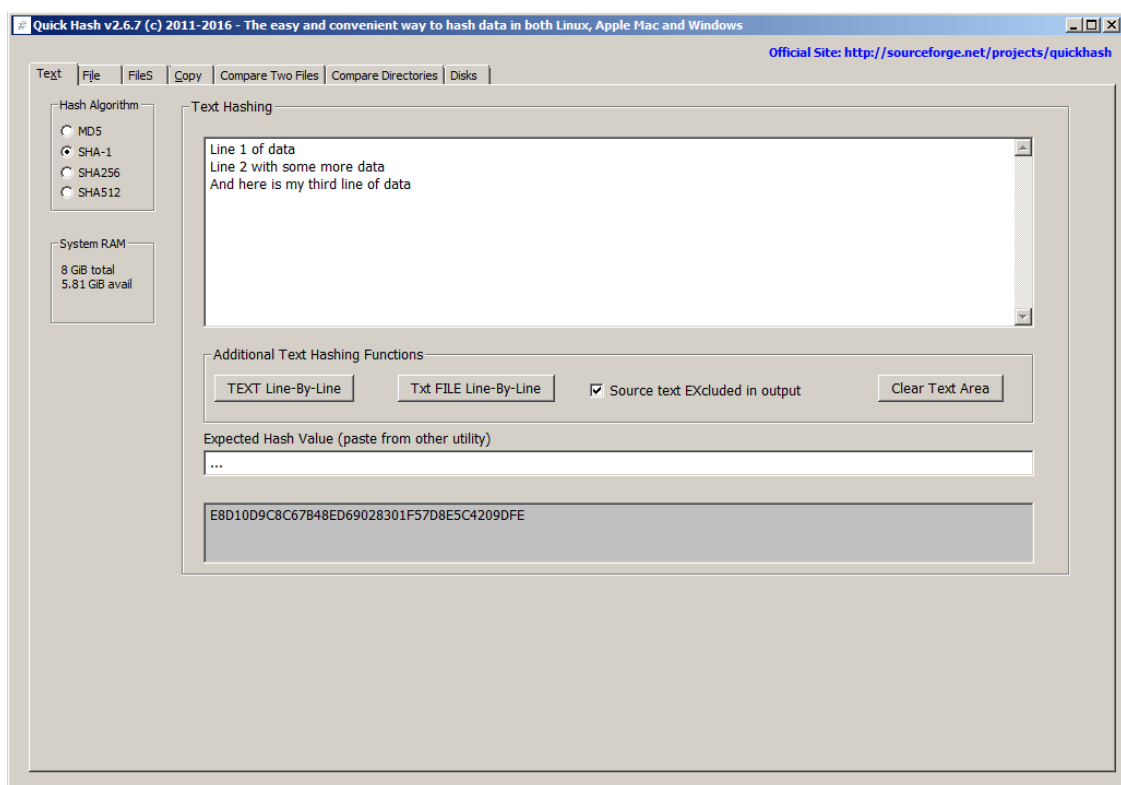 Quick Hash v2.6.7 (c) 2011-2016 - The easy and convenient way to hash data in both Linux, Apple Mac and Windows
Official Site: http://sourceforge.net/projects/quickhash
Text File FileS Copy Compare Two Files Compare Directories Disks
Hash Algorithm
MD5
SHA-1
SHA256
SHA512
System RAM
8 GiB total
5.81 GiB avail
Text Hashing
Line 1 of data
Line 2 with some more data
And here is my third line of data
Additional Text Hashing Functions
TEXT Line-By-Line Txt FILE Line-By-Line Source text EXcluded in output Clear Text Area
Expected Hash Value (paste from other utility)
...
E8D10D9C8C67B48ED69028301F57D8E5C4209DFE